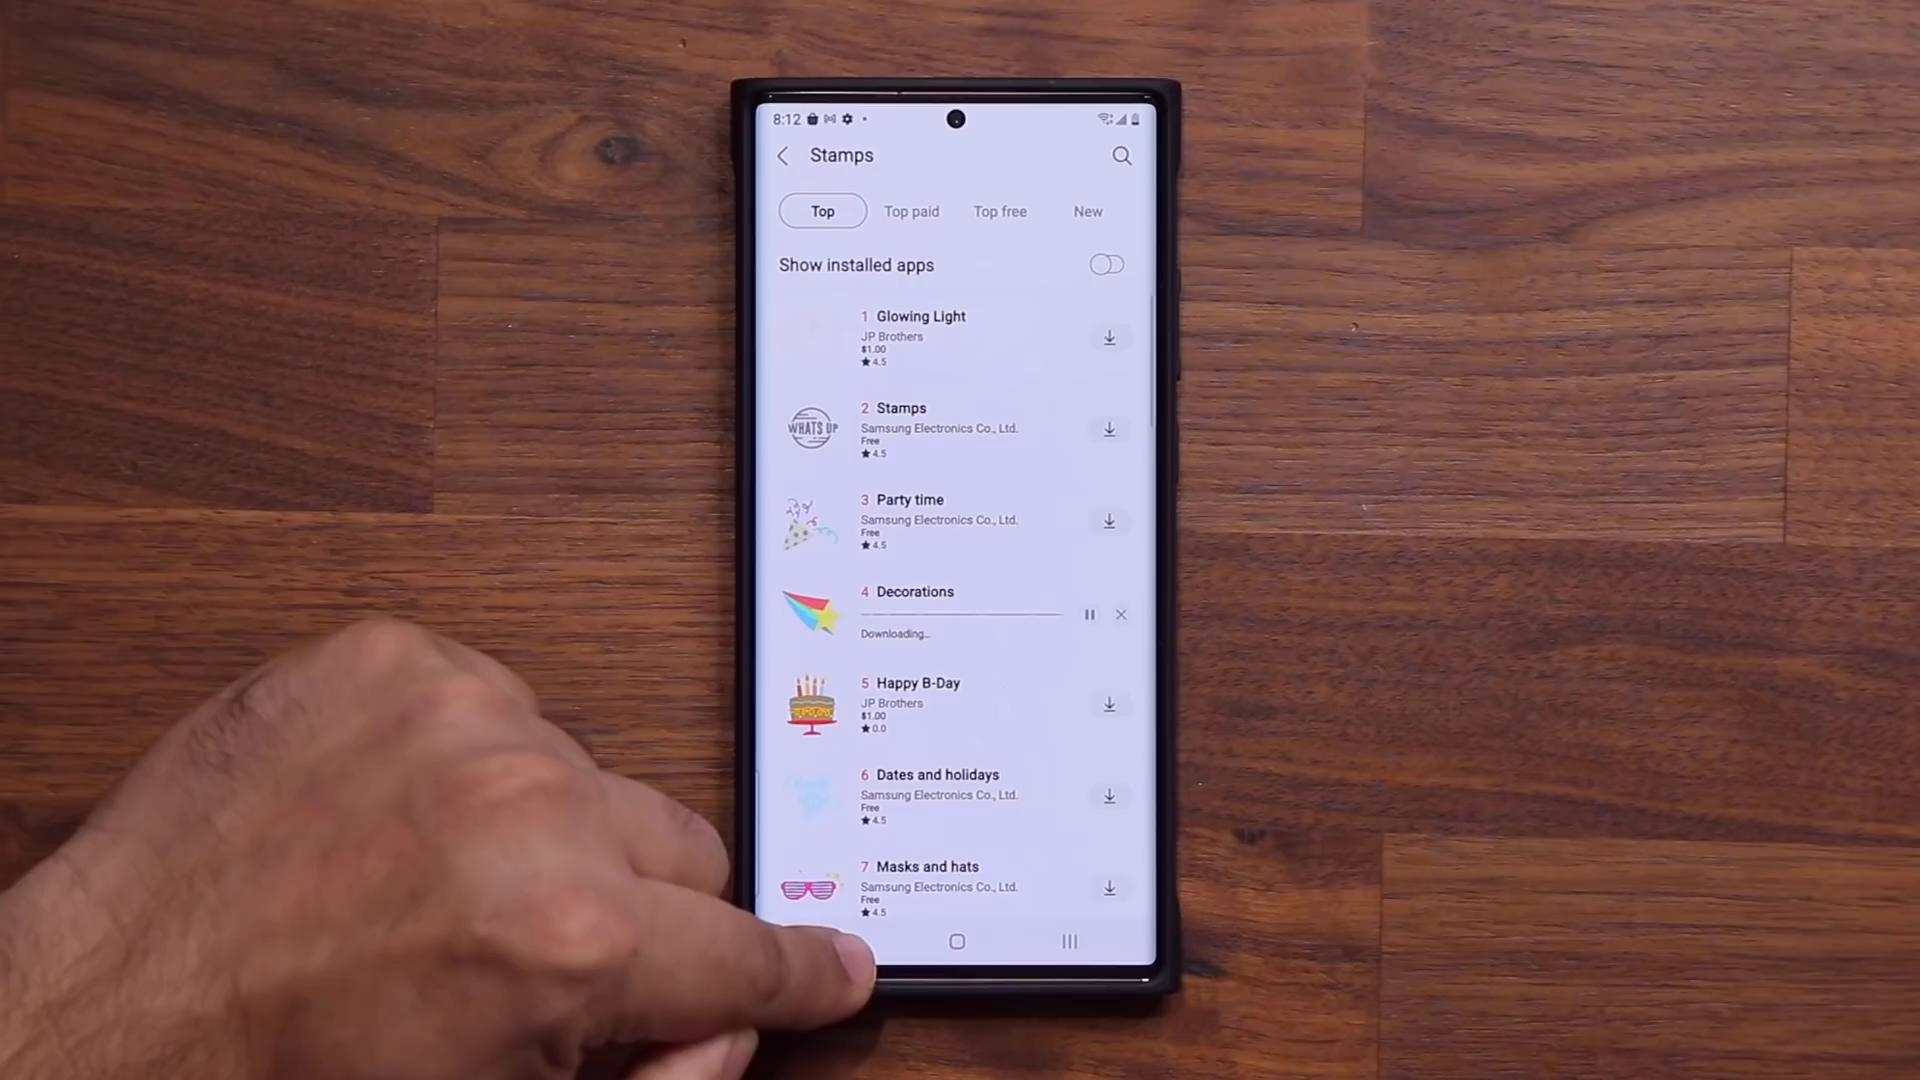 8:12
Stamps
Top Top paid Top free New
Show installed apps
1 Glowing Light
JP Brothers
$1.00
★ 4.5
WHATS UP
2 Stamps
Samsung Electronics Co., Ltd.
Free
★ 4.5
3 Party time
Samsung Electronics Co., Ltd.
Free
★ 4.5
4 Decorations
Downloading...
5 Happy B-Day
JP Brothers
$1.00
★ 0.0
6 Dates and holidays
Samsung Electronics Co., Ltd.
Free
★ 4.5
7 Masks and hats
Samsung Electronics Co., Ltd.
Free
★ 4.5